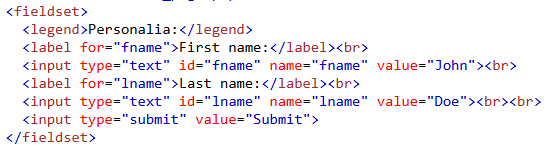 <fieldset>
<legend>Personalia:</legend>
<label for="fname">First name:</label><br>
<input type="text" id="fname" name="fname" value="John"><br>
<label for="lname">Last name:</label><br>
<input type="text" id="lname" name="lname" value="Doe"><br><br>
<input type="submit" value="Submit">
</fieldset>